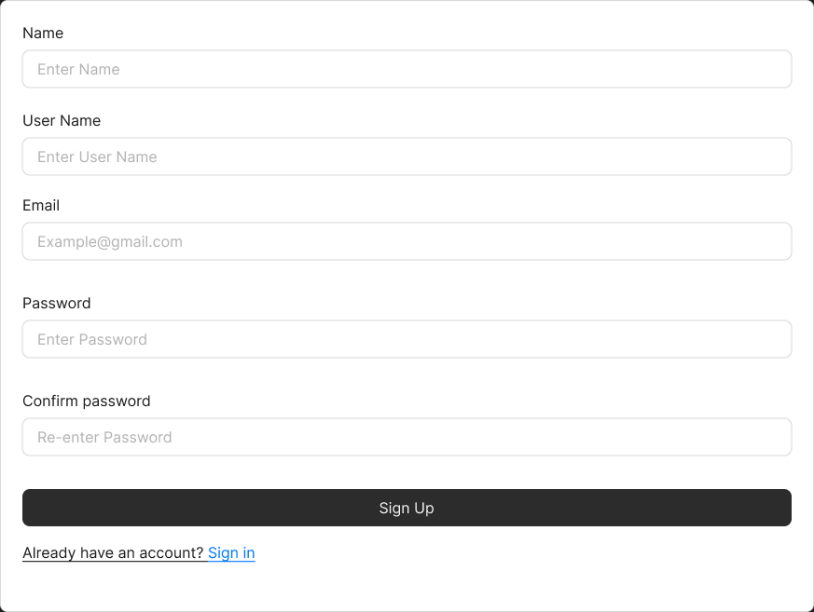 Name
Enter Name
User Name
Enter User Name
Email
Example@gmail.com
Password
Enter Password
Confirm password
Re-enter Password
Sign Up
Already have an account? Sign in